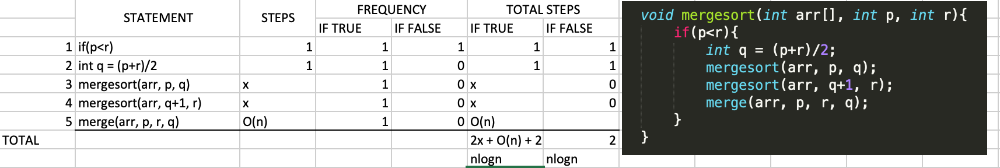 STATEMENT STEPS FREQUENCY TOTAL STEPS
IF TRUE IF FALSE IF TRUE IF FALSE
1 if(p<r) 1 1 1 1 1
2 int q = (p+r)/2 1 1 0 1 1
3 mergesort(arr, p, q) x 1 0 x 0
4 mergesort(arr, q+1, r) x 1 0 x 0
5 merge(arr, p, r, q) O(n) 1 0 O(n)
TOTAL 2x + O(n) + 2 2
nlogn nlogn
void mergesort(int arr[], int p, int r){
if(p<r){
int q = (p+r)/2;
mergesort(arr, p, q);
mergesort(arr, q+1, r);
merge(arr, p, r, q);
}
}